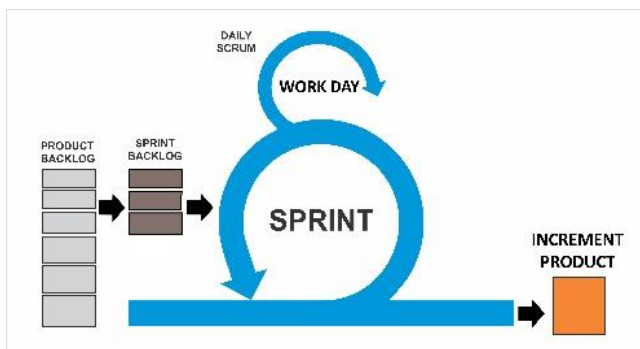 DAILY
SCRUM
WORK DAY
PRODUCT
BACKLOG
SPRINT
BACKLOG
SPRINT
INCREMENT
PRODUCT